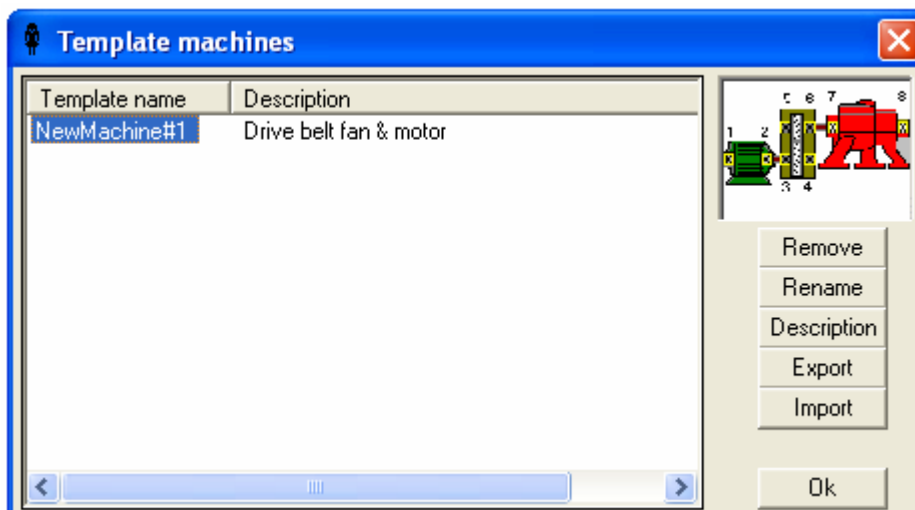 Template machines
Template name Description
NewMachine#1 Drive belt fan & motor
5 6 7 8
1 2
3 4
Remove
Rename
Description
Export
Import
Ok